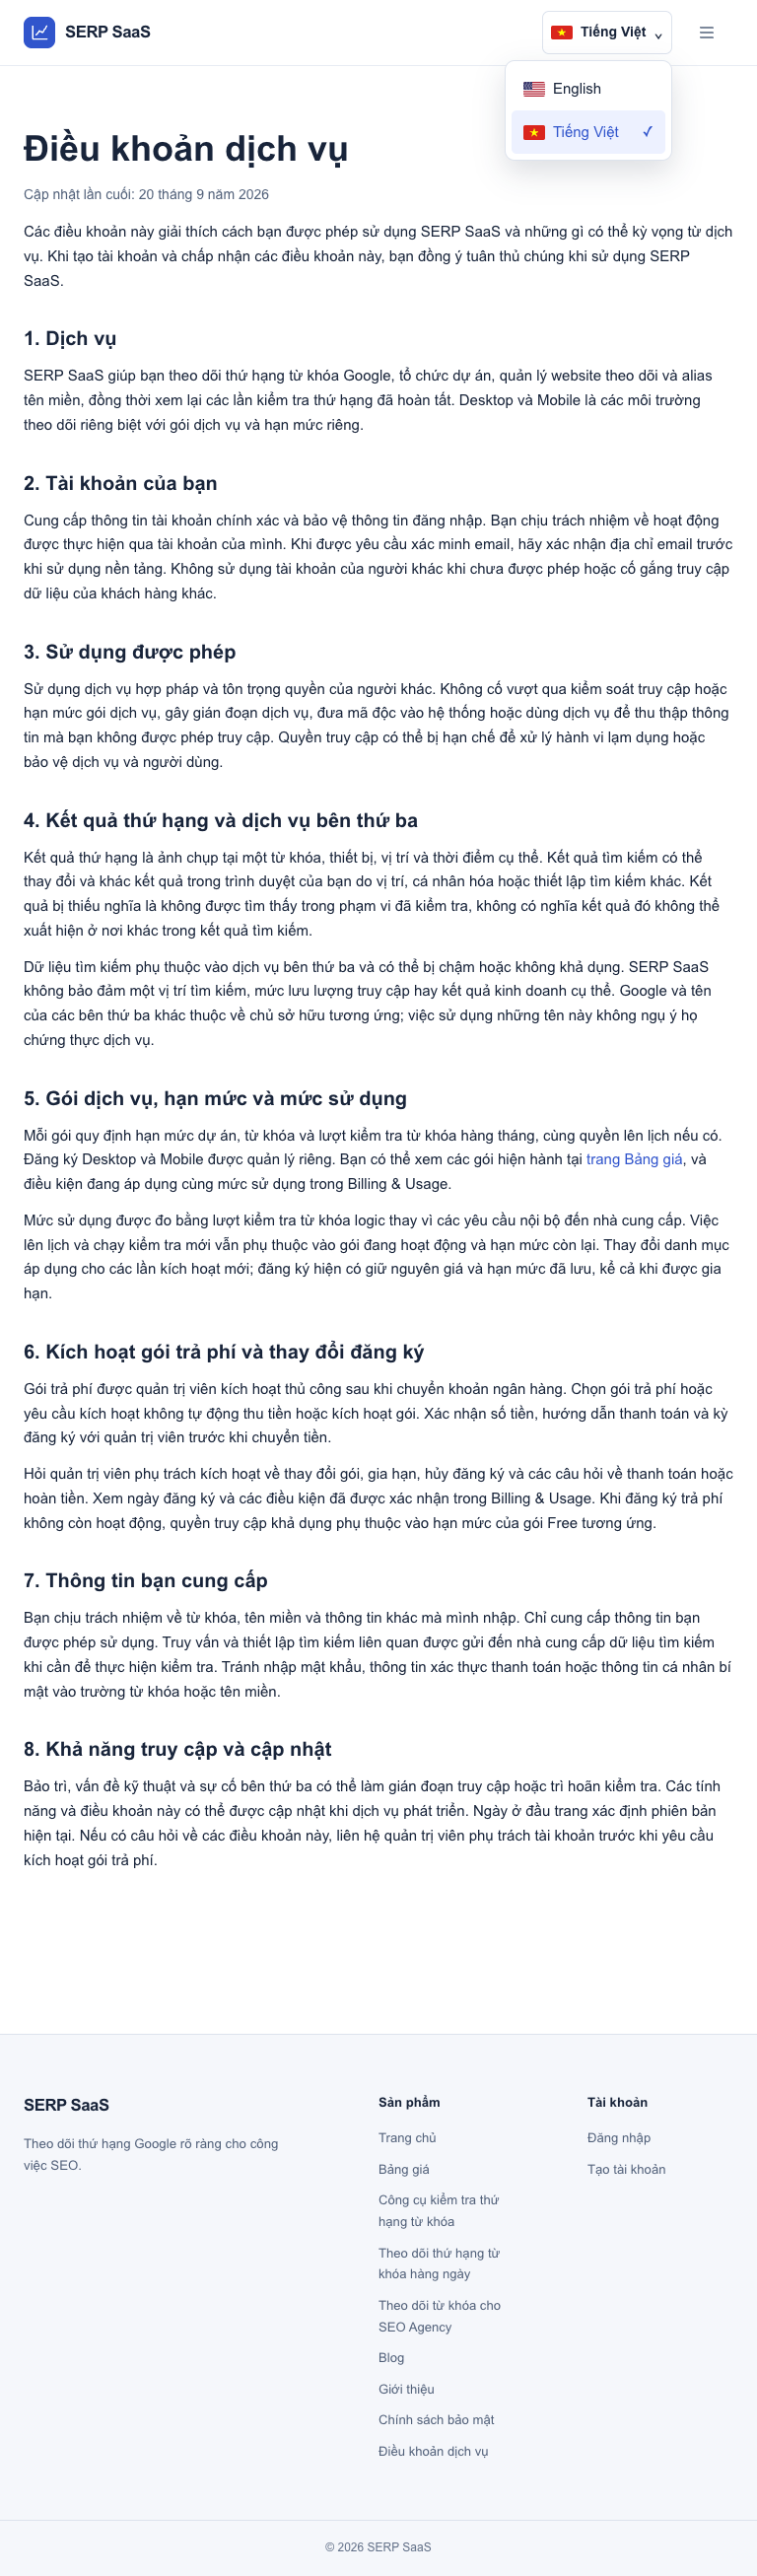 SERP SaaS
Tiếng Việt
English
Tiếng Việt
Điều khoản dịch vụ
Cập nhật lần cuối: 20 tháng 9 năm 2026
Các điều khoản này giải thích cách bạn được phép sử dụng SERP SaaS và những gì có thể kỳ vọng từ dịch
vụ. Khi tạo tài khoản và chấp nhận các điều khoản này, bạn đồng ý tuân thủ chúng khi sử dụng SERP
SaaS.
1. Dịch vụ
SERP SaaS giúp bạn theo dõi thứ hạng từ khóa Google, tổ chức dự án, quản lý website theo dõi và alias
tên miền, đồng thời xem lại các lần kiểm tra thứ hạng đã hoàn tất. Desktop và Mobile là các môi trường
theo dõi riêng biệt với gói dịch vụ và hạn mức riêng.
2. Tài khoản của bạn
Cung cấp thông tin tài khoản chính xác và bảo vệ thông tin đăng nhập. Bạn chịu trách nhiệm về hoạt động
được thực hiện qua tài khoản của mình. Khi được yêu cầu xác minh email, hãy xác nhận địa chỉ email trước
khi sử dụng nền tảng. Không sử dụng tài khoản của người khác khi chưa được phép hoặc cố gắng truy cập
dữ liệu của khách hàng khác.
3. Sử dụng được phép
Sử dụng dịch vụ hợp pháp và tôn trọng quyền của người khác. Không cố vượt qua kiểm soát truy cập hoặc
hạn mức gói dịch vụ, gây gián đoạn dịch vụ, đưa mã độc vào hệ thống hoặc dùng dịch vụ để thu thập thông
tin mà bạn không được phép truy cập. Quyền truy cập có thể bị hạn chế để xử lý hành vi lạm dụng hoặc
bảo vệ dịch vụ và người dùng.
4. Kết quả thứ hạng và dịch vụ bên thứ ba
Kết quả thứ hạng là ảnh chụp tại một từ khóa, thiết bị, vị trí và thời điểm cụ thể. Kết quả tìm kiếm có thể
thay đổi và khác kết quả trong trình duyệt của bạn do vị trí, cá nhân hóa hoặc thiết lập tìm kiếm khác. Kết
quả bị thiếu nghĩa là không được tìm thấy trong phạm vi đã kiểm tra, không có nghĩa kết quả đó không thể
xuất hiện ở nơi khác trong kết quả tìm kiếm.
Dữ liệu tìm kiếm phụ thuộc vào dịch vụ bên thứ ba và có thể bị chậm hoặc không khả dụng. SERP SaaS
không bảo đảm một vị trí tìm kiếm, mức lưu lượng truy cập hay kết quả kinh doanh cụ thể. Google và tên
của các bên thứ ba khác thuộc về chủ sở hữu tương ứng; việc sử dụng những tên này không ngụ ý họ
chứng thực dịch vụ.
5. Gói dịch vụ, hạn mức và mức sử dụng
Mỗi gói quy định hạn mức dự án, từ khóa và lượt kiểm tra từ khóa hàng tháng, cùng quyền lên lịch nếu có.
Đăng ký Desktop và Mobile được quản lý riêng. Bạn có thể xem các gói hiện hành tại trang Bảng giá, và
điều kiện đang áp dụng cùng mức sử dụng trong Billing & Usage.
Mức sử dụng được đo bằng lượt kiểm tra từ khóa logic thay vì các yêu cầu nội bộ đến nhà cung cấp. Việc
lên lịch và chạy kiểm tra mới vẫn phụ thuộc vào gói đang hoạt động và hạn mức còn lại. Thay đổi danh mục
áp dụng cho các lần kích hoạt mới; đăng ký hiện có giữ nguyên giá và hạn mức đã lưu, kể cả khi được gia
hạn.
6. Kích hoạt gói trả phí và thay đổi đăng ký
Gói trả phí được quản trị viên kích hoạt thủ công sau khi chuyển khoản ngân hàng. Chọn gói trả phí hoặc
yêu cầu kích hoạt không tự động thu tiền hoặc kích hoạt gói. Xác nhận số tiền, hướng dẫn thanh toán và kỳ
đăng ký với quản trị viên trước khi chuyển tiền.
Hỏi quản trị viên phụ trách kích hoạt về thay đổi gói, gia hạn, hủy đăng ký và các câu hỏi về thanh toán hoặc
hoàn tiền. Xem ngày đăng ký và các điều kiện đã được xác nhận trong Billing & Usage. Khi đăng ký trả phí
không còn hoạt động, quyền truy cập khả dụng phụ thuộc vào hạn mức của gói Free tương ứng.
7. Thông tin bạn cung cấp
Bạn chịu trách nhiệm về từ khóa, tên miền và thông tin khác mà mình nhập. Chỉ cung cấp thông tin bạn
được phép sử dụng. Truy vấn và thiết lập tìm kiếm liên quan được gửi đến nhà cung cấp dữ liệu tìm kiếm
khi cần để thực hiện kiểm tra. Tránh nhập mật khẩu, thông tin xác thực thanh toán hoặc thông tin cá nhân bí
mật vào trường từ khóa hoặc tên miền.
8. Khả năng truy cập và cập nhật
Bảo trì, vấn đề kỹ thuật và sự cố bên thứ ba có thể làm gián đoạn truy cập hoặc trì hoãn kiểm tra. Các tính
năng và điều khoản này có thể được cập nhật khi dịch vụ phát triển. Ngày ở đầu trang xác định phiên bản
hiện tại. Nếu có câu hỏi về các điều khoản này, liên hệ quản trị viên phụ trách tài khoản trước khi yêu cầu
kích hoạt gói trả phí.
SERP SaaS
Theo dõi thứ hạng Google rõ ràng cho công
việc SEO.
Sản phẩm
Trang chủ
Bảng giá
Công cụ kiểm tra thứ
hạng từ khóa
Theo dõi thứ hạng từ
khóa hàng ngày
Theo dõi từ khóa cho
SEO Agency
Blog
Giới thiệu
Chính sách bảo mật
Điều khoản dịch vụ
Tài khoản
Đăng nhập
Tạo tài khoản
© 2026 SERP SaaS